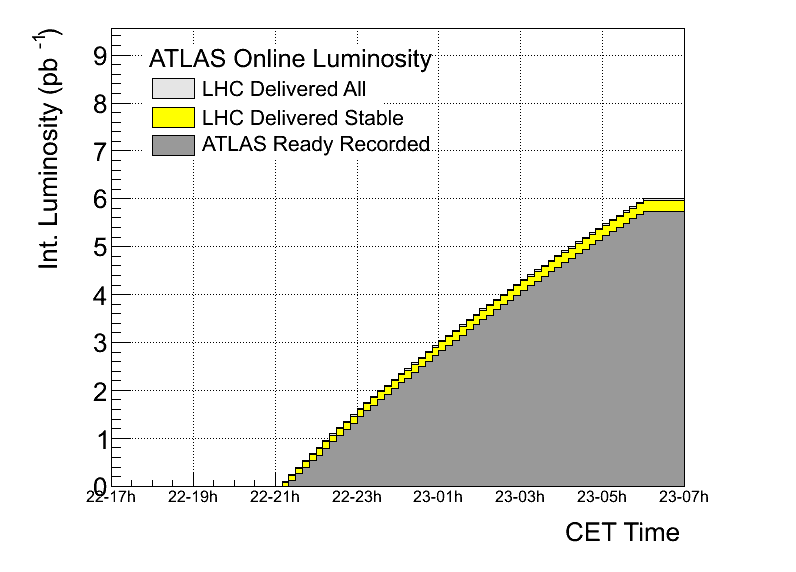 Int. Luminosity (pb⁻¹)
ATLAS Online Luminosity
LHC Delivered All
LHC Delivered Stable
ATLAS Ready Recorded
9
8
7
6
5
4
3
2
1
0
22-17h 22-19h 22-21h 22-23h 23-01h 23-03h 23-05h 23-07h
CET Time